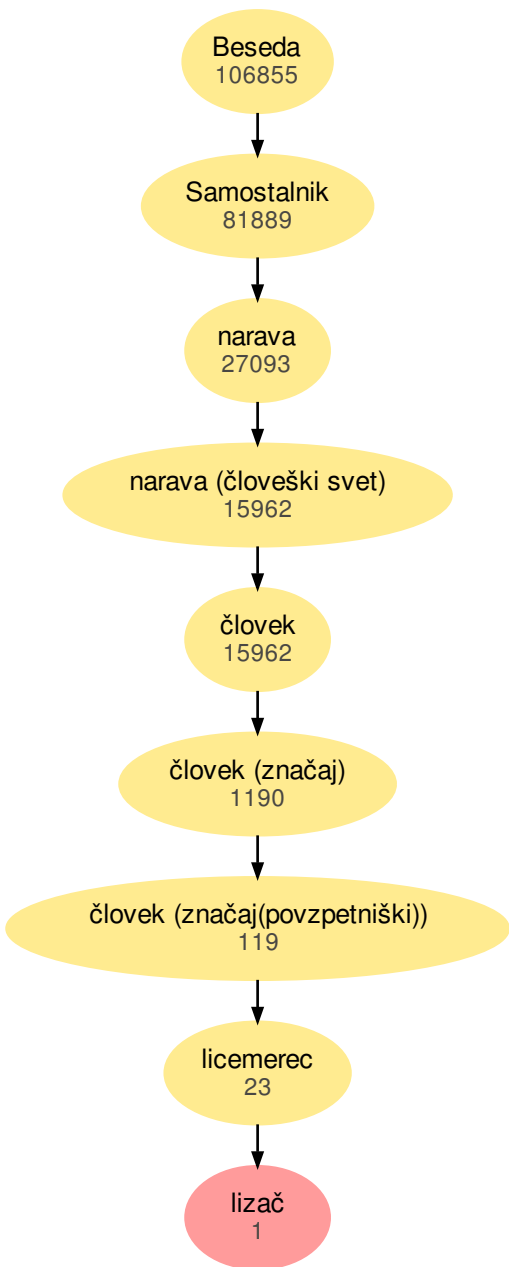 Beseda
106855
Samostalnik
81889
narava
27093
narava (človeški svet)
15962
človek
15962
človek (značaj)
1190
človek (značaj(povzpetniški))
119
licemerec
23
lizač
1